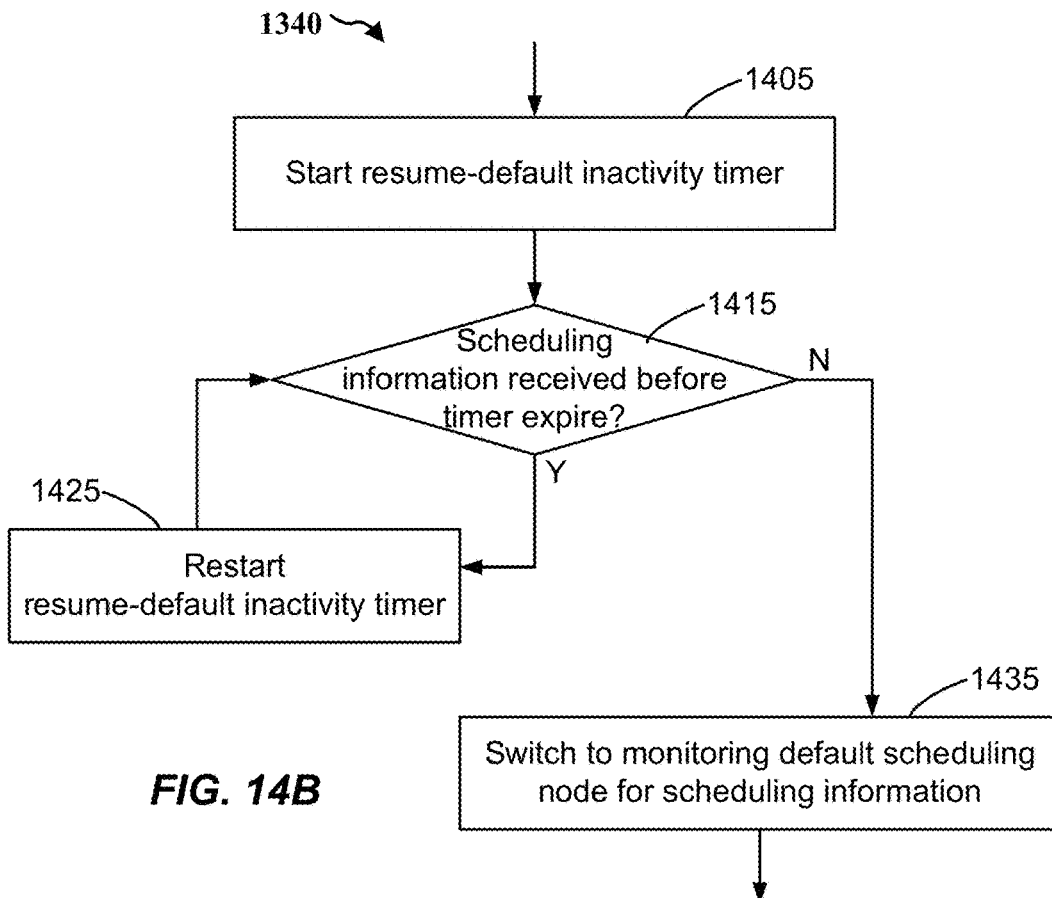 1340
1405
Start resume-default inactivity timer
1415
Scheduling
information received before
timer expire?
N
Y
1425
Restart
resume-default inactivity timer
1435
Switch to monitoring default scheduling
node for scheduling information
FIG. 14B